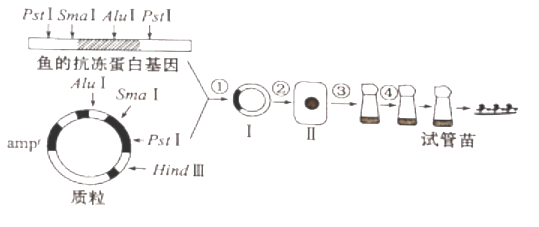 PstⅠ SmaⅠ AluⅠ PstⅠ
鱼的抗冻蛋白基因
AluⅠ
SmaⅠ
ampʳ
PstⅠ
HindⅢ
质粒
① ② ③ ④
Ⅰ Ⅱ
试管苗